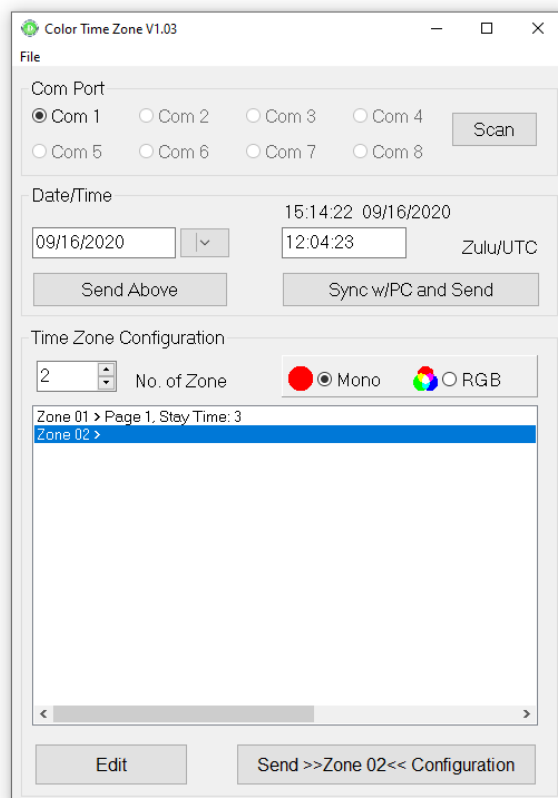 Color Time Zone V1.03
File
Com Port
Com 1 Com 2 Com 3 Com 4
Scan
Com 5 Com 6 Com 7 Com 8
Date/Time
15:14:22 09/16/2020
09/16/2020 12:04:23 Zulu/UTC
Send Above Sync w/PC and Send
Time Zone Configuration
2 No. of Zone Mono RGB
Zone 01 > Page 1, Stay Time: 3
Zone 02 >
Edit Send >>Zone 02<< Configuration